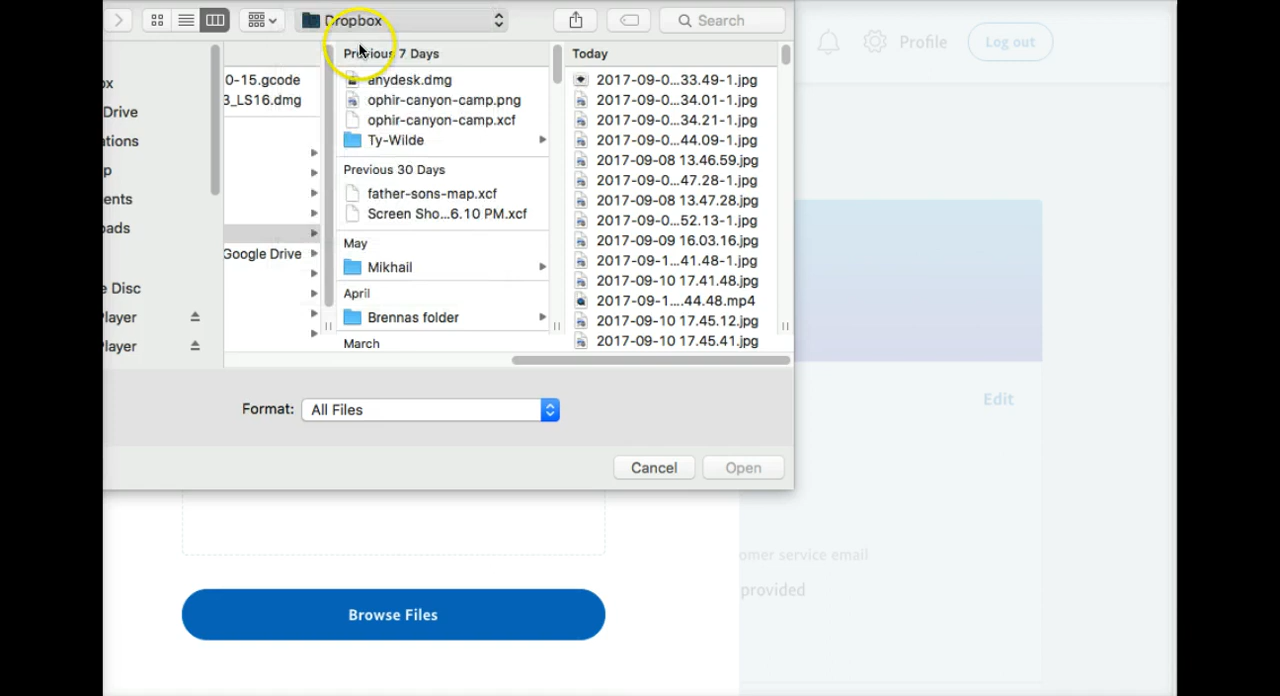 Dropbox
Search
ox
Drive
ations
p
ents
oads
e Disc
layer
layer
0-15.gcode
3_LS16.dmg
Google Drive
Previous 7 Days
anydesk.dmg
ophir-canyon-camp.png
ophir-canyon-camp.xcf
Ty-Wilde
Previous 30 Days
father-sons-map.xcf
Screen Sho...6.10 PM.xcf
May
Mikhail
April
Brennas folder
March
Today
2017-09-0...33.49-1.jpg
2017-09-0...34.01-1.jpg
2017-09-0...34.21-1.jpg
2017-09-0...44.09-1.jpg
2017-09-08 13.46.59.jpg
2017-09-0...47.28-1.jpg
2017-09-08 13.47.28.jpg
2017-09-0...52.13-1.jpg
2017-09-09 16.03.16.jpg
2017-09-1...41.48-1.jpg
2017-09-10 17.41.48.jpg
2017-09-1....44.48.mp4
2017-09-10 17.45.12.jpg
2017-09-10 17.45.41.jpg
Format: All Files
Cancel Open
Profile Log out
Edit
omer service email
provided
Browse Files